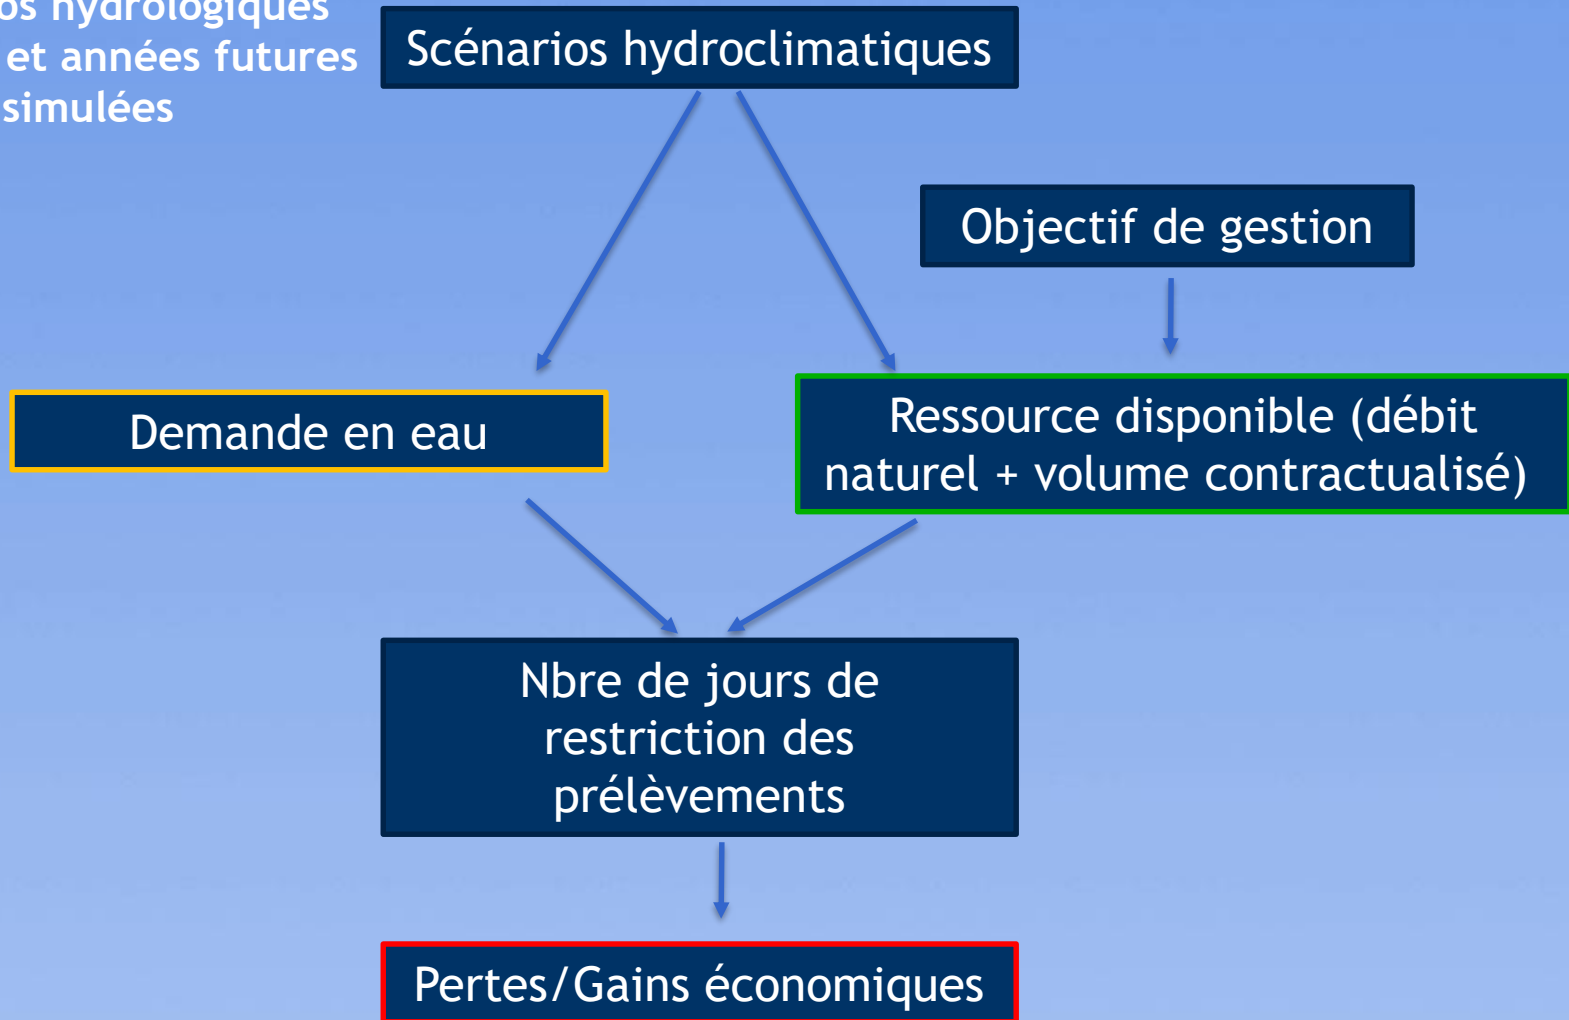 hydrologiques
et années futures
simulées
Scénarios hydroclimatiques
Objectif de gestion
Demande en eau
Ressource disponible (débit
naturel + volume contractualisé)
Nbre de jours de
restriction des
prélèvements
Pertes/Gains économiques